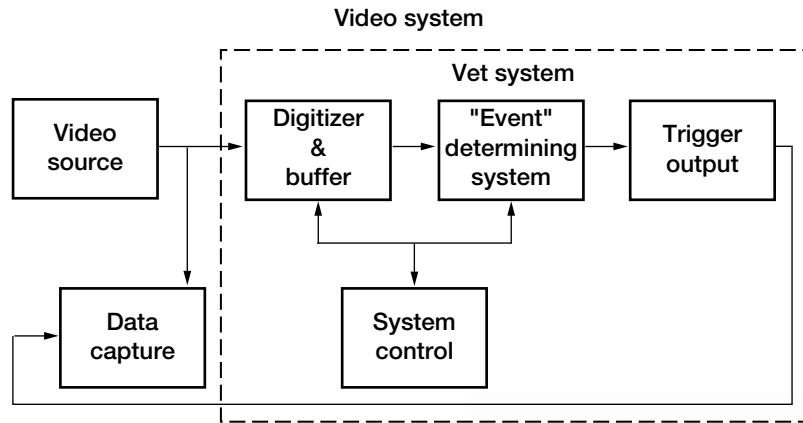 Video system
Vet system
Video
source
Digitizer
&
buffer
"Event"
determining
system
Trigger
output
Data
capture
System
control